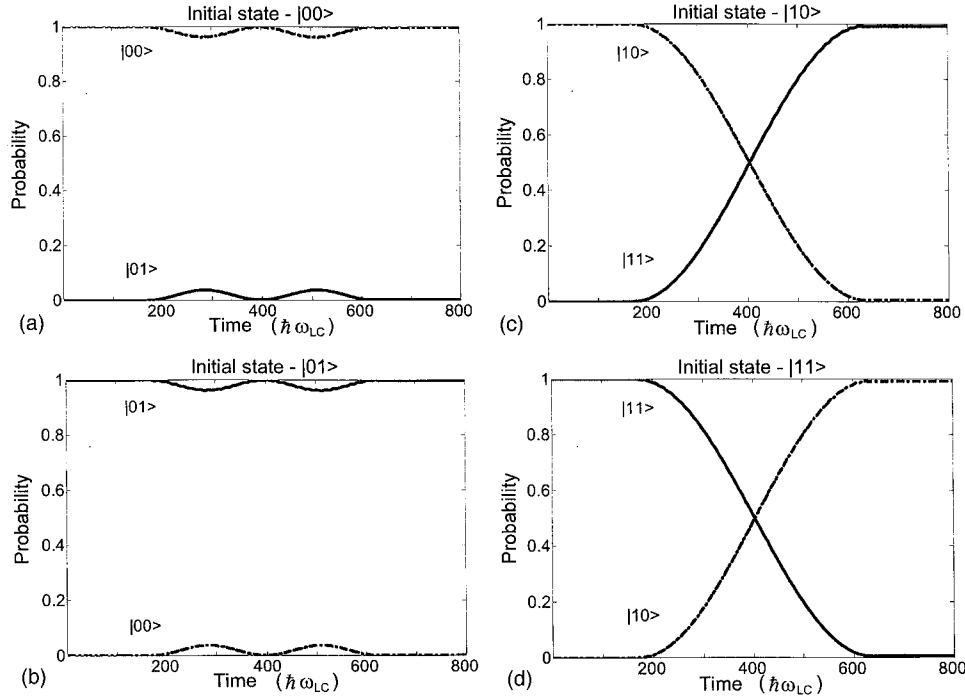 Initial state - |00>
1
|00>
0.8
0.6
Probability
0.4
0.2
|01>
0
200 400 600 800
(a)
Time ( ℏ ω_LC )
Initial state - |10>
1
|10>
0.8
0.6
Probability
0.4
0.2
|11>
0
200 400 600 800
Time ( ℏ ω_LC )
(c)
Initial state - |01>
1
|01>
0.8
0.6
Probability
0.4
0.2
|00>
0
200 400 600 800
(b)
Time ( ℏ ω_LC )
Initial state - |11>
1
|11>
0.8
0.6
Probability
0.4
0.2
|10>
0
200 400 600 800
Time ( ℏ ω_LC )
(d)